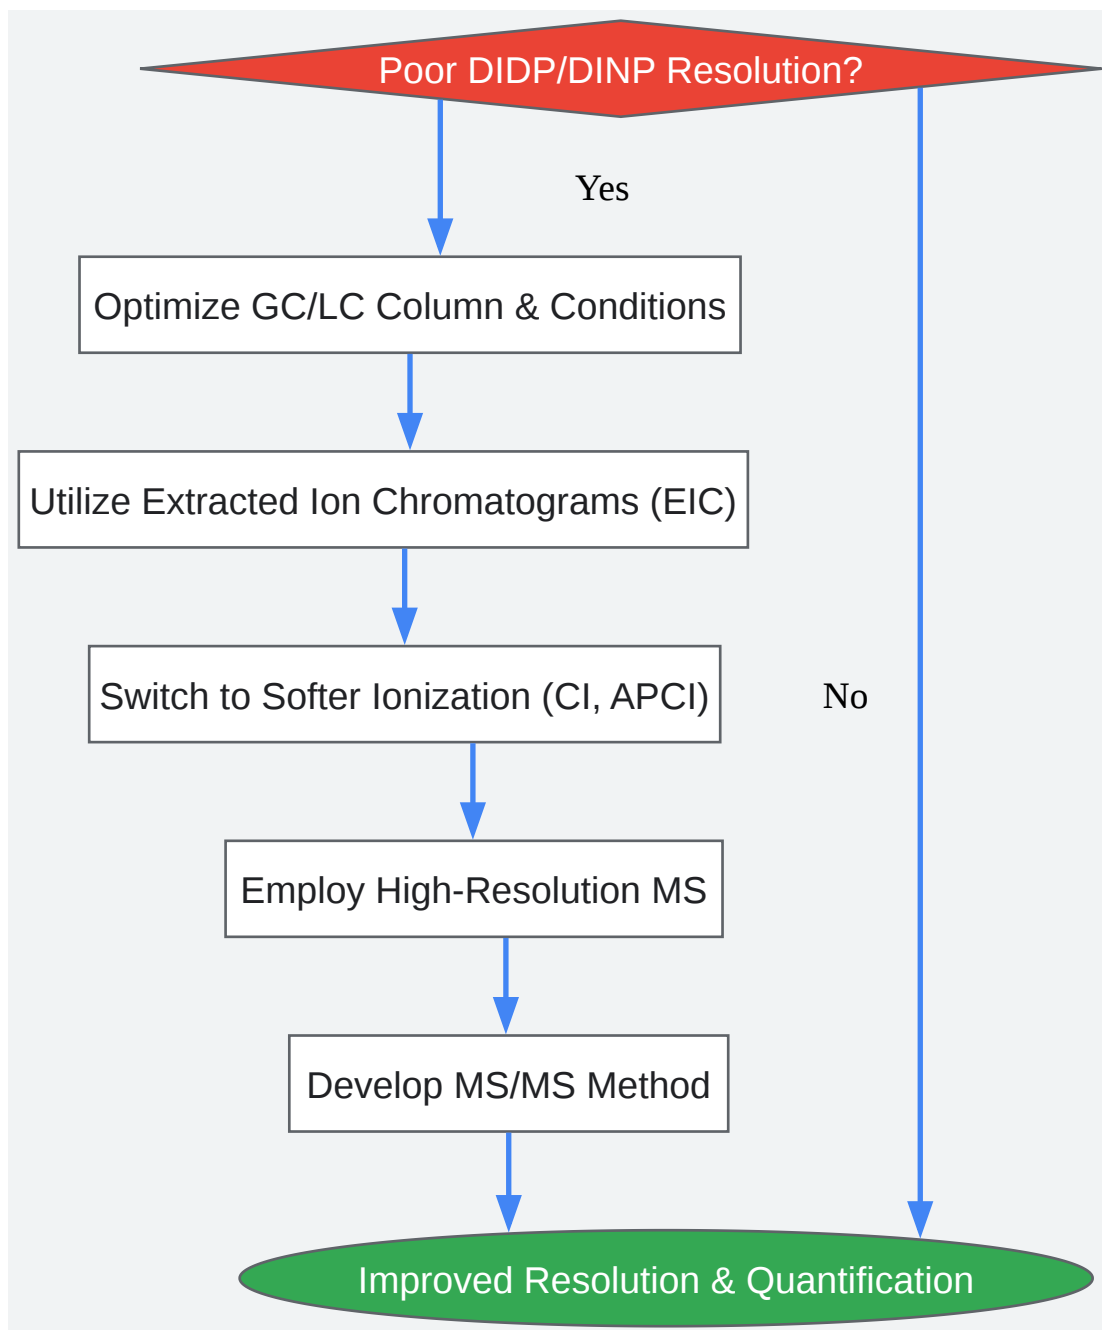 Poor DIDP/DINP Resolution?
Yes
Optimize GC/LC Column & Conditions
Utilize Extracted Ion Chromatograms (EIC)
Switch to Softer Ionization (CI, APCI)
No
Employ High-Resolution MS
Develop MS/MS Method
Improved Resolution & Quantification